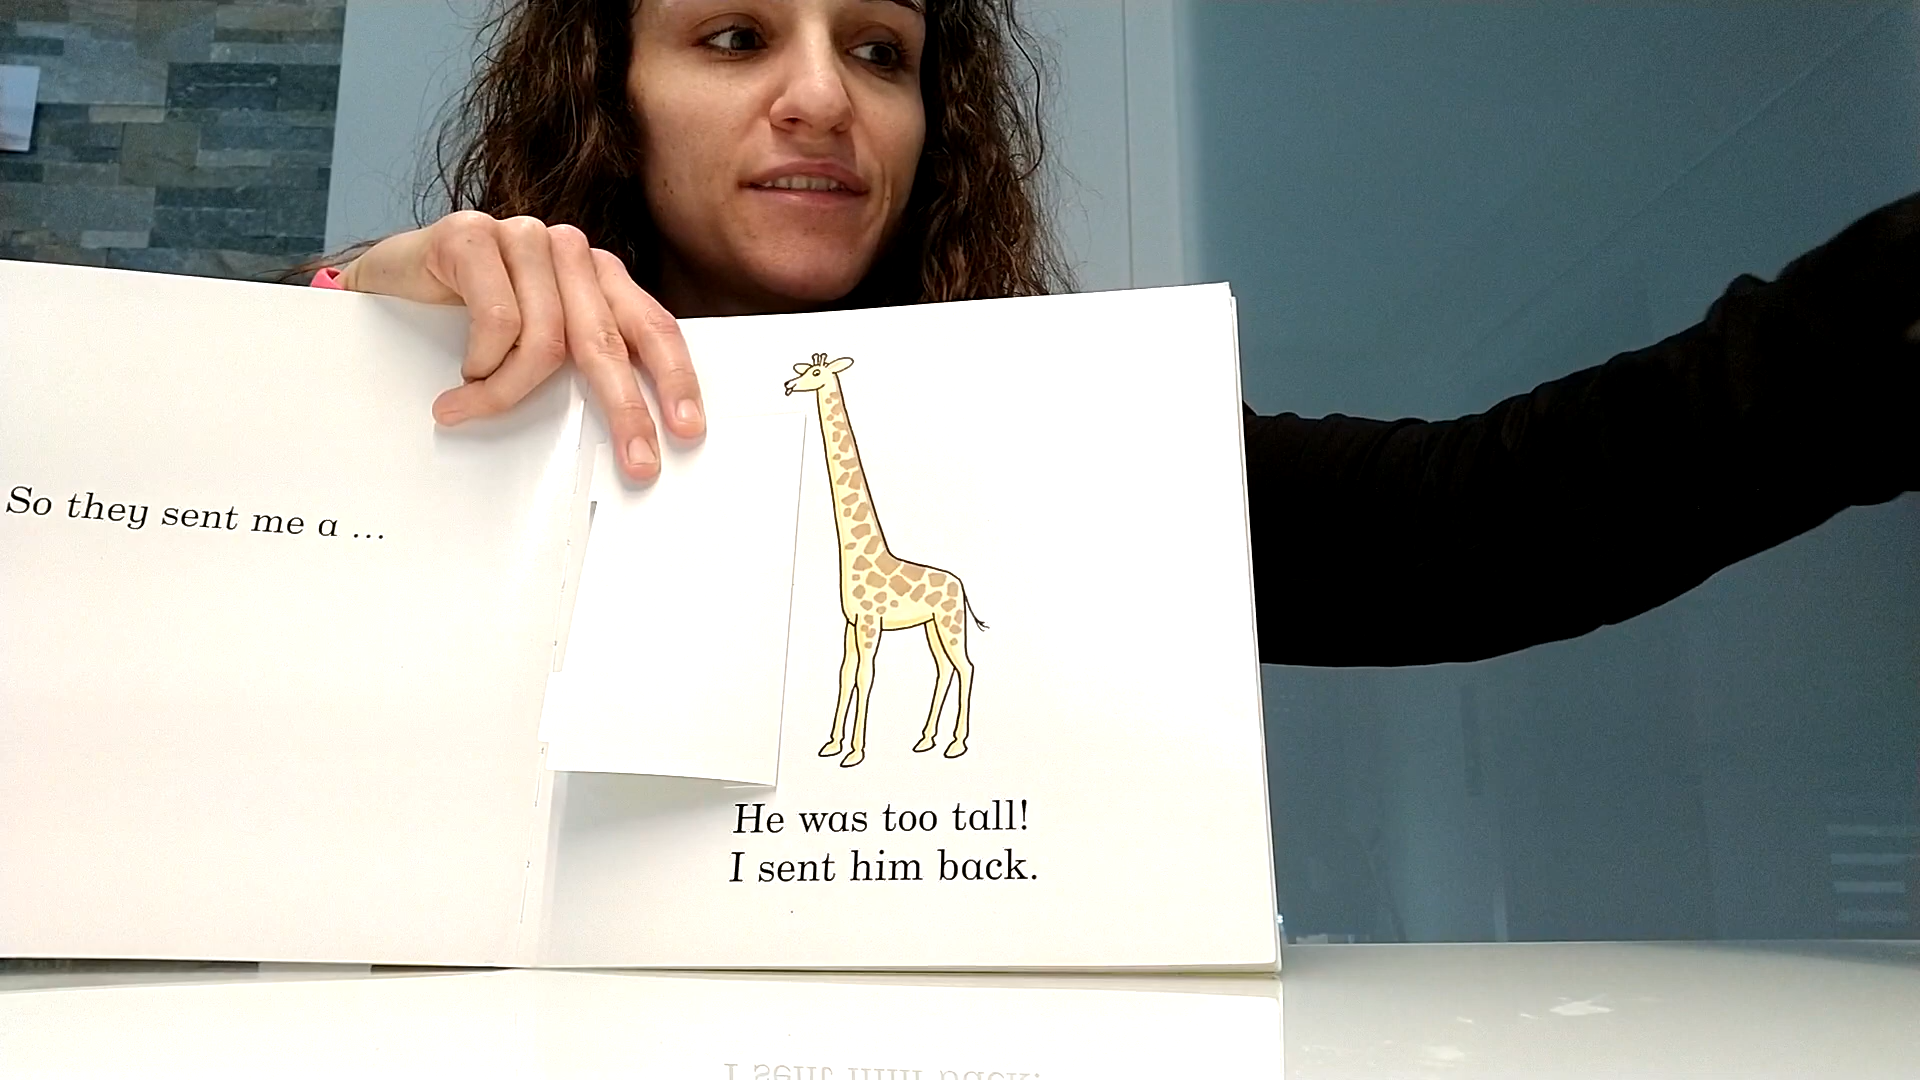 So they sent me a ...
He was too tall!
I sent him back.